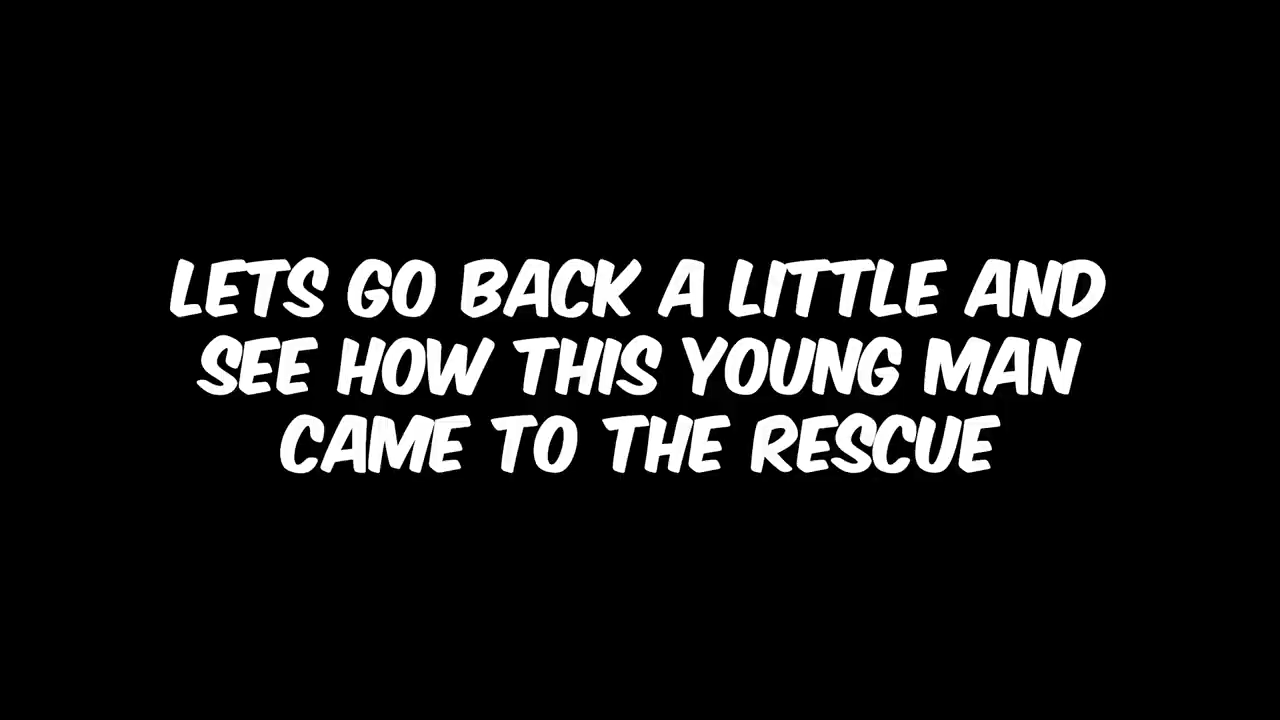 LETS GO BACK A LITTLE AND
SEE HOW THIS YOUNG MAN
CAME TO THE RESCUE